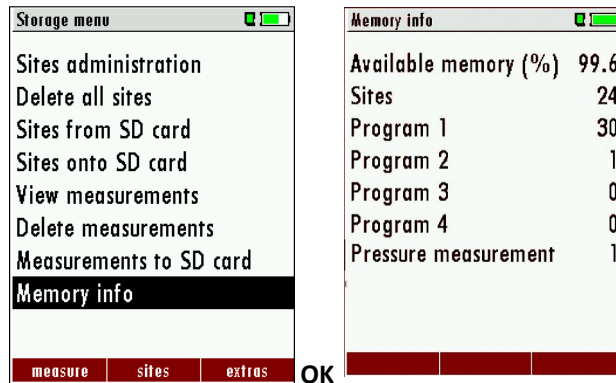 Storage menu
Sites administration
Delete all sites
Sites from SD card
Sites onto SD card
View measurements
Delete measurements
Measurements to SD card
Memory info
measure sites extras
OK
Memory info
Available memory (%) 99.6
Sites 24
Program 1 30
Program 2 1
Program 3 0
Program 4 0
Pressure measurement 1